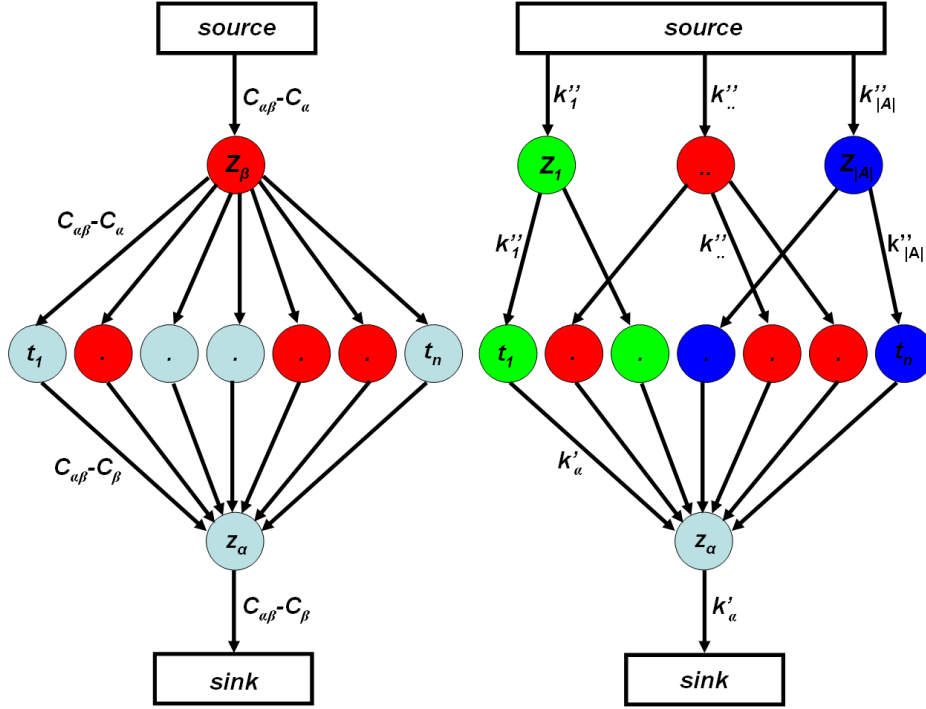 source
C_αβ-C_α
Z_β
C_αβ-C_α
t_1 . . . . . t_n
C_αβ-C_β
z_α
C_αβ-C_β
sink
source
k''_1 k''_.. k''_|A|
Z_1 .. Z_|A|
k''_1 k''_.. k''_|A|
t_1 . . . . . t_n
k'_α
z_α
k'_α
sink